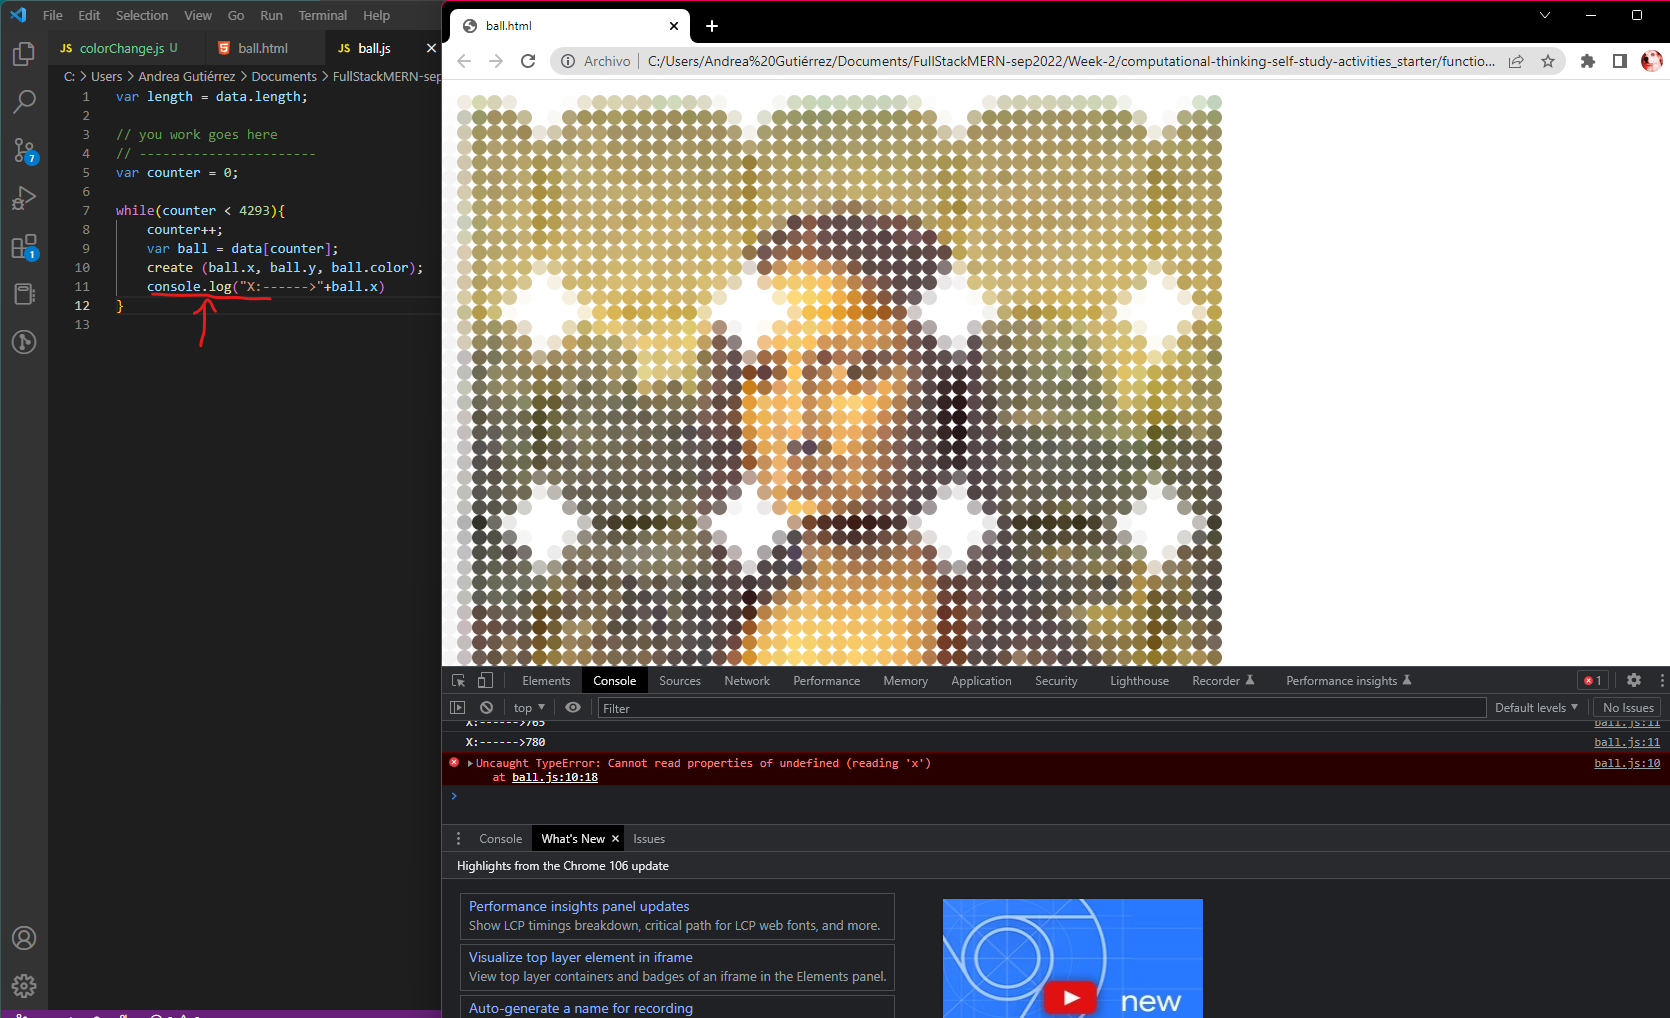 File Edit Selection View Go Run Terminal Help
JS colorChange.js U
ball.html
JS ball.js
C: > Users > Andrea Gutiérrez > Documents > FullStackMERN-sep
1 var length = data.length;
2
3 // you work goes here
4 // -----------------------
5 var counter = 0;
6
7 while(counter < 4293){
8 counter++;
9 var ball = data[counter];
10 create (ball.x, ball.y, ball.color);
11 console.log("X:------>"+ball.x)
12 }
13
7
1
ball.html
Archivo C:/Users/Andrea%20Gutiérrez/Documents/FullStackMERN-sep2022/Week-2/computational-thinking-self-study-activities_starter/functio...
Elements Console Sources Network Performance Memory Application Security Lighthouse Recorder Performance insights 1
top Filter Default levels No Issues
X:------>765 ball.js:11
X:------>780 ball.js:11
Uncaught TypeError: Cannot read properties of undefined (reading 'x') ball.js:10
at ball.js:10:18
Console What's New Issues
Highlights from the Chrome 106 update
Performance insights panel updates
Show LCP timings breakdown, critical path for LCP web fonts, and more.
Visualize top layer element in iframe
View top layer containers and badges of an iframe in the Elements panel.
Auto-generate a name for recording
new